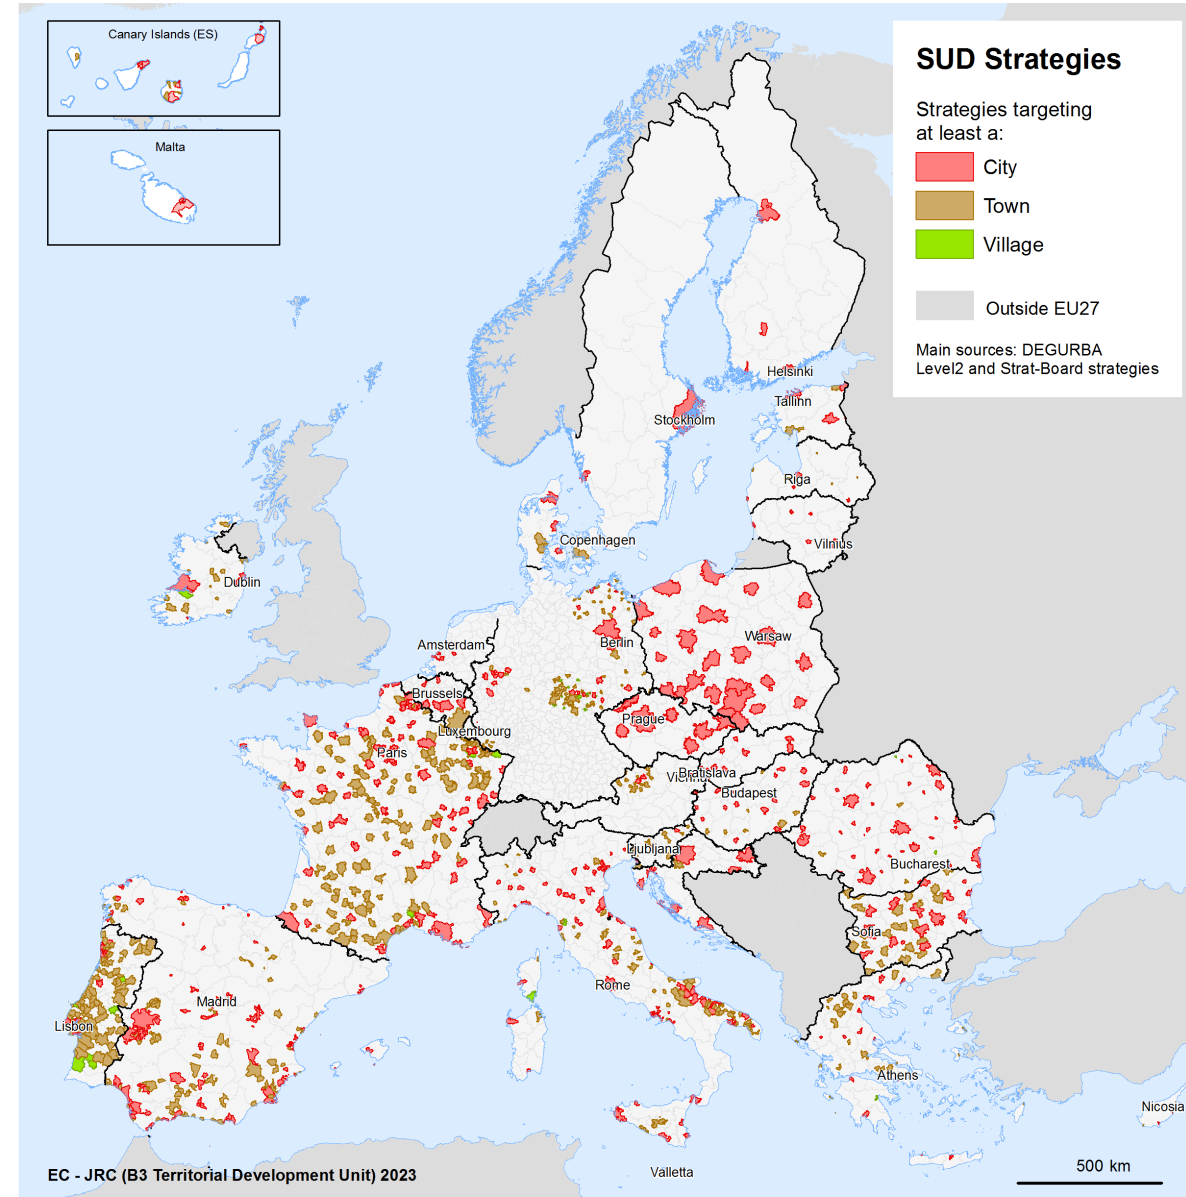 Canary Islands (ES)
Malta
SUD Strategies
Strategies targeting
at least a:
City
Town
Village
Outside EU27
Main sources: DEGURBA
Level2 and Strat-Board strategies
Helsinki
Tallinn
Stockholm
Riga
Vilnius
Copenhagen
Dublin
Warsaw
Berlin
Amsterdam
Brussels
Prague
Luxembourg
Paris
Bratislava
Budapest
Ljubljana
Bucharest
Sofia
Rome
Madrid
Lisbon
Athens
Nicosia
Valletta
500 km
EC - JRC (B3 Territorial Development Unit) 2023